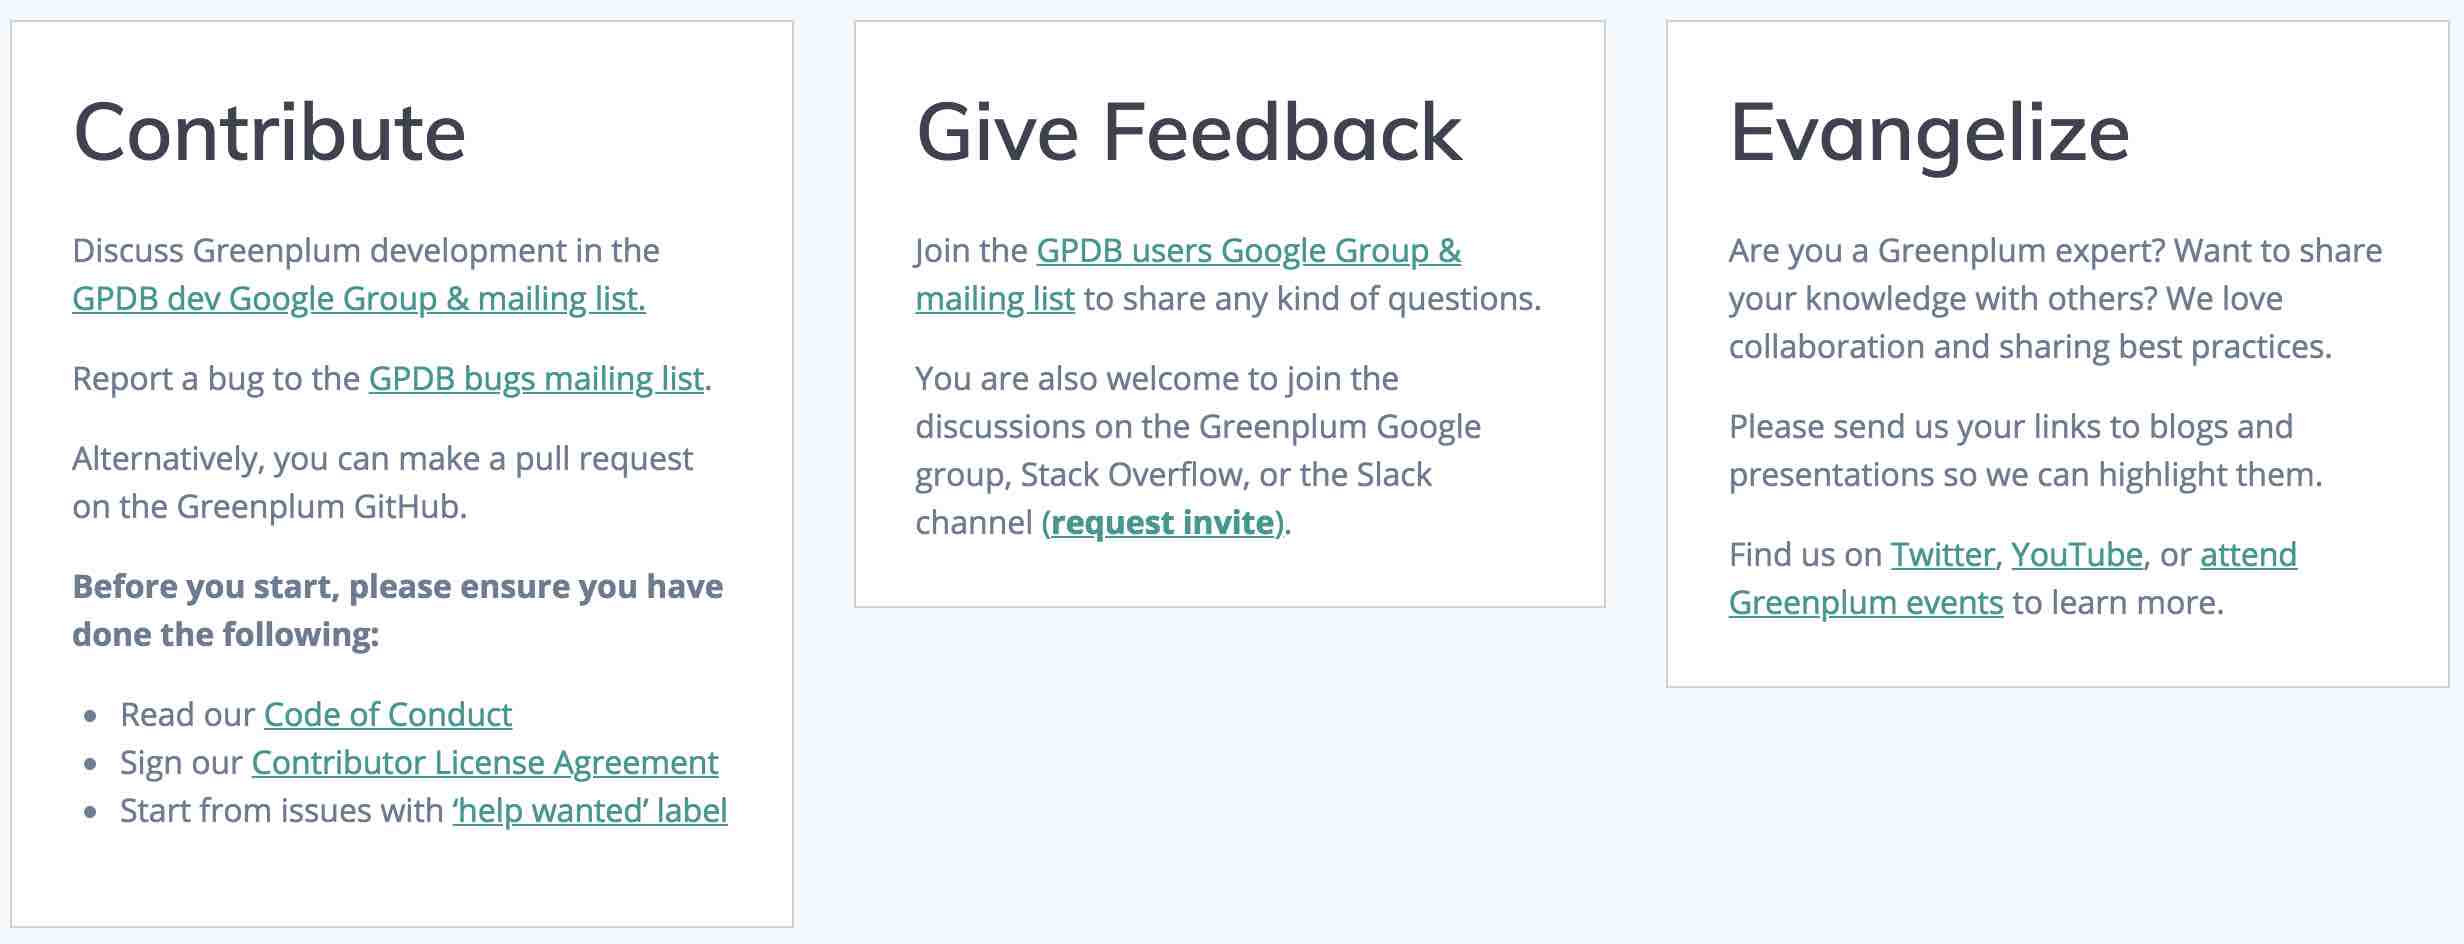 Contribute
Discuss Greenplum development in the
GPDB dev Google Group & mailing list.
Report a bug to the GPDB bugs mailing list.
Alternatively, you can make a pull request
on the Greenplum GitHub.
Before you start, please ensure you have
done the following:
• Read our Code of Conduct
• Sign our Contributor License Agreement
• Start from issues with ‘help wanted’ label
Give Feedback
Join the GPDB users Google Group &
mailing list to share any kind of questions.
You are also welcome to join the
discussions on the Greenplum Google
group, Stack Overflow, or the Slack
channel (request invite).
Evangelize
Are you a Greenplum expert? Want to share
your knowledge with others? We love
collaboration and sharing best practices.
Please send us your links to blogs and
presentations so we can highlight them.
Find us on Twitter, YouTube, or attend
Greenplum events to learn more.